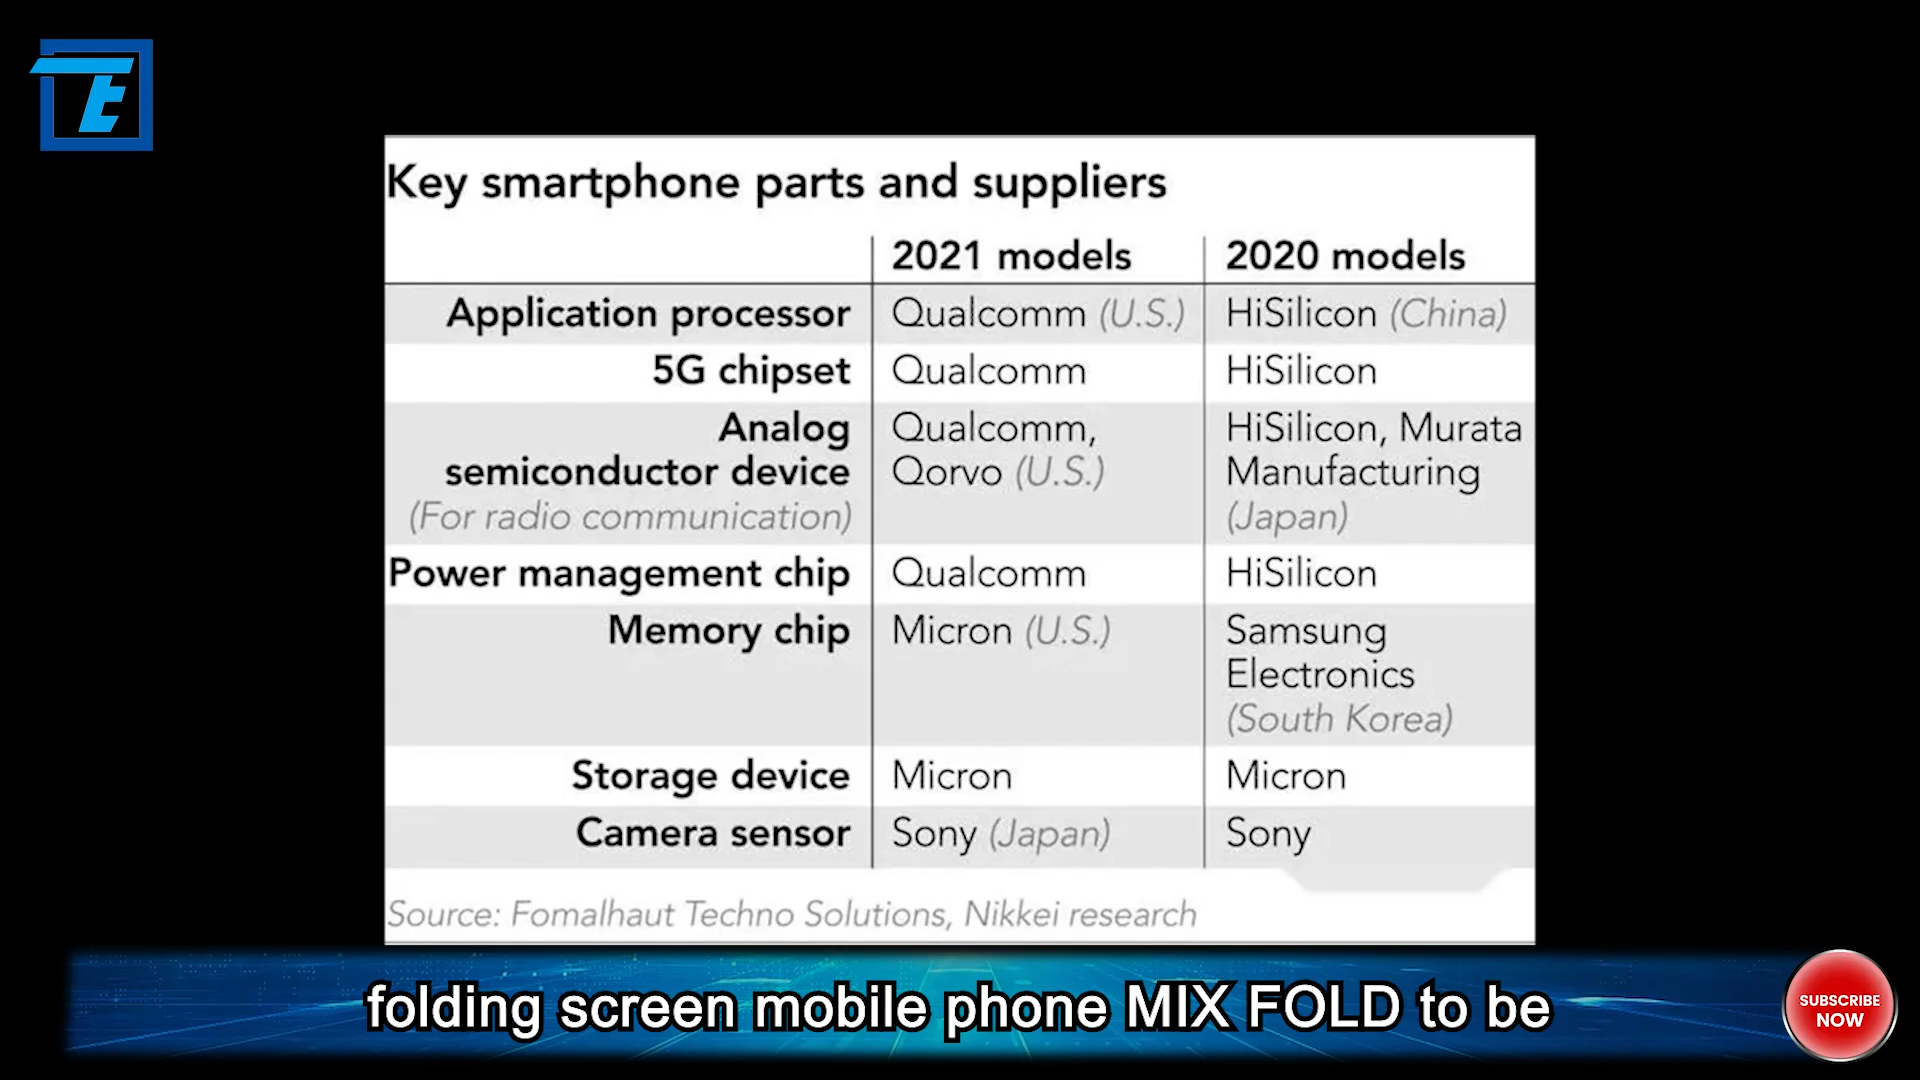 TE
Key smartphone parts and suppliers
2021 models 2020 models
Application processor Qualcomm (U.S.) HiSilicon (China)
5G chipset Qualcomm HiSilicon
Analog Qualcomm, HiSilicon, Murata
semiconductor device Qorvo (U.S.) Manufacturing
(For radio communication) (Japan)
Power management chip Qualcomm HiSilicon
Memory chip Micron (U.S.) Samsung
Electronics
(South Korea)
Storage device Micron Micron
Camera sensor Sony (Japan) Sony
Source: Fomalhaut Techno Solutions, Nikkei research
folding screen mobile phone MIX FOLD to be
SUBSCRIBE
NOW